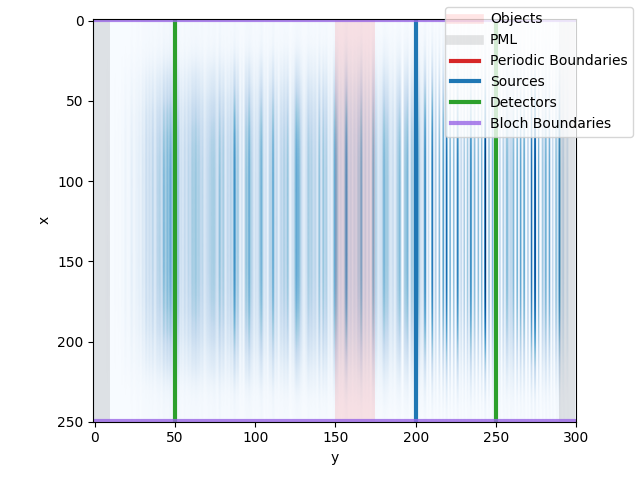 Objects
PML
Periodic Boundaries
Sources
Detectors
Bloch Boundaries
0
50
100
150
200
250
x
0 50 100 150 200 250 300
y